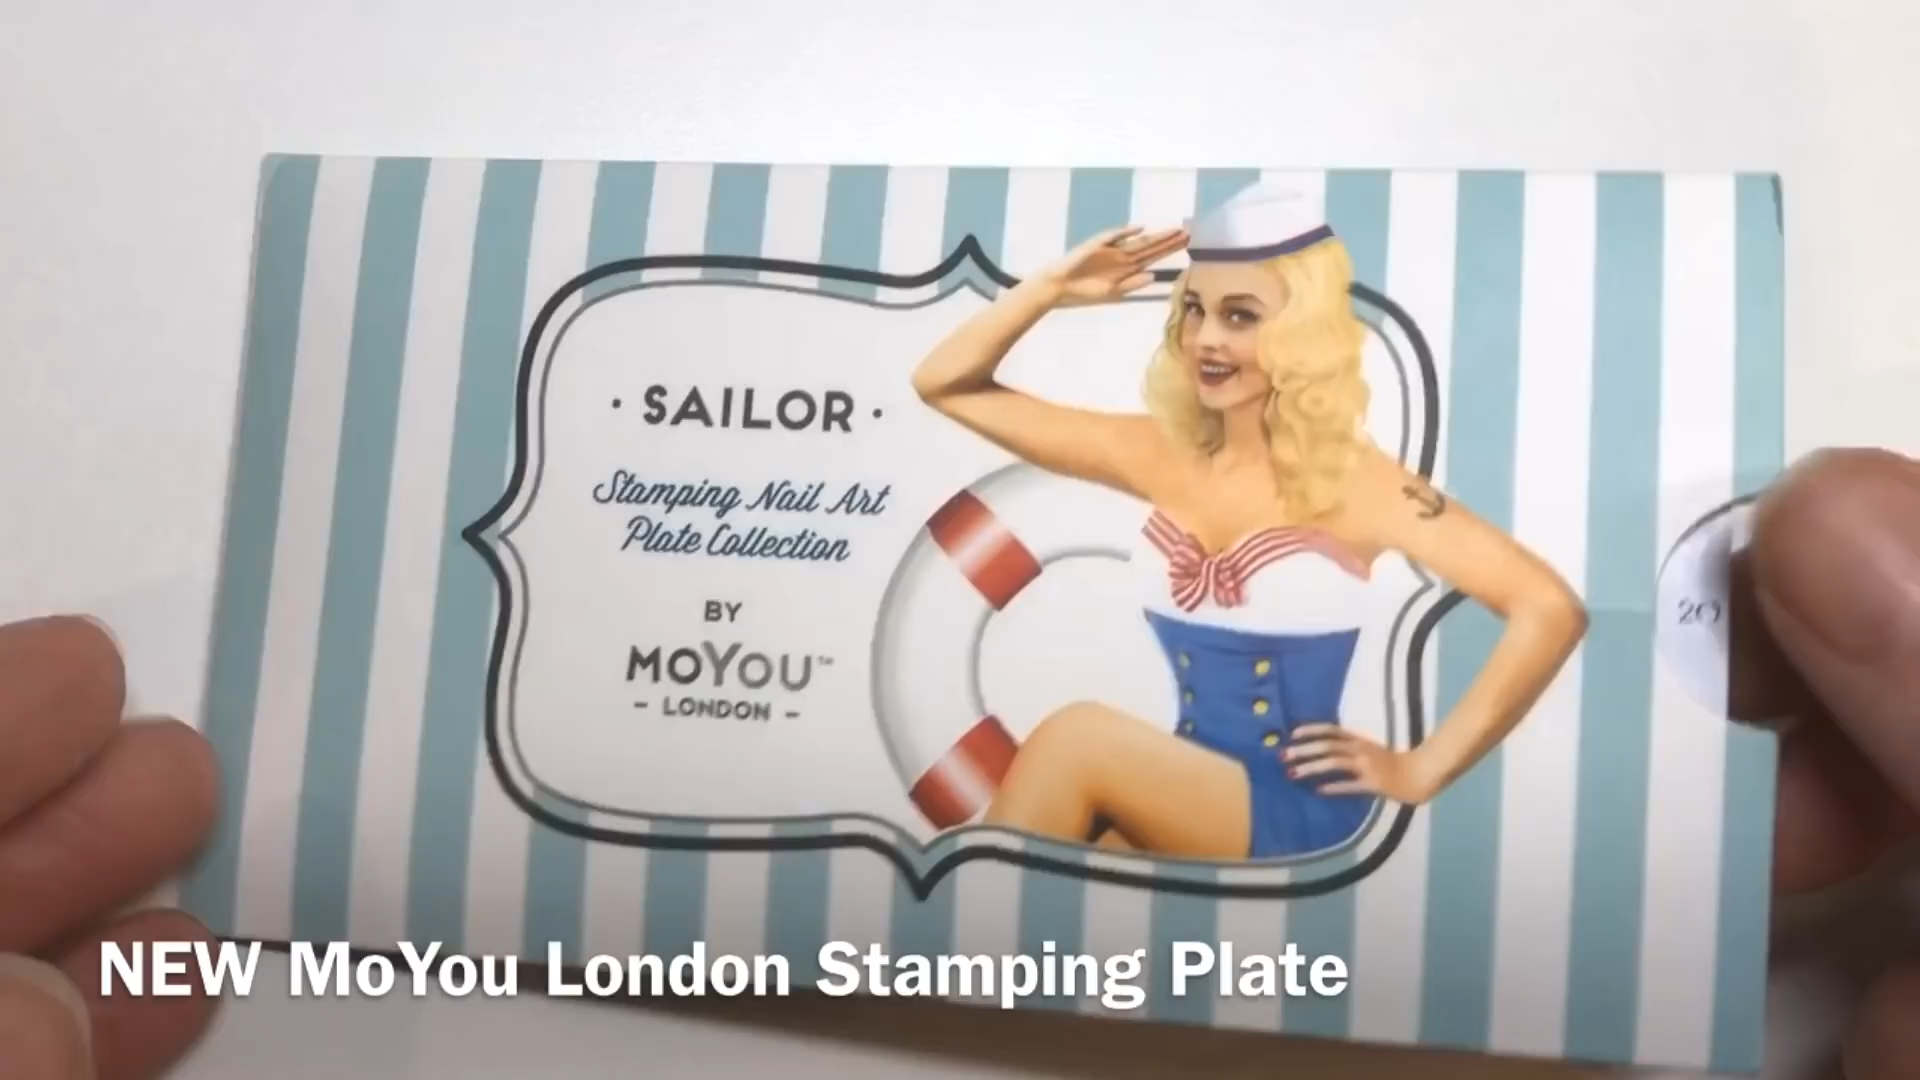 · SAILOR ·
Stamping Nail Art
Plate Collection
BY
MOYOU™
– LONDON –
20
NEW MoYou London Stamping Plate